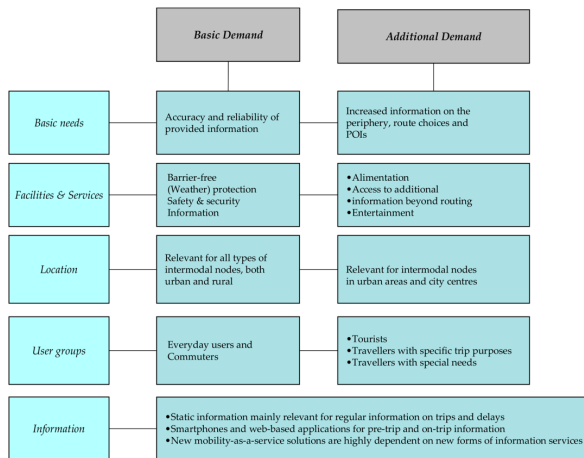 Basic Demand
Additional Demand
Basic needs
Accuracy and reliability of
provided information
Increased information on the
periphery, route choices and
POIs
Facilities & Services
Barrier-free
(Weather) protection
Safety & security
Information
•Alimentation
•Access to additional
•information beyond routing
•Entertainment
Location
Relevant for all types of
intermodal nodes, both
urban and rural
Relevant for intermodal nodes
in urban areas and city centres
User groups
Everyday users and
Commuters
•Tourists
•Travellers with specific trip purposes
•Travellers with special needs
Information
•Static information mainly relevant for regular information on trips and delays
•Smartphones and web-based applications for pre-trip and on-trip information
•New mobility-as-a-service solutions are highly dependent on new forms of information services